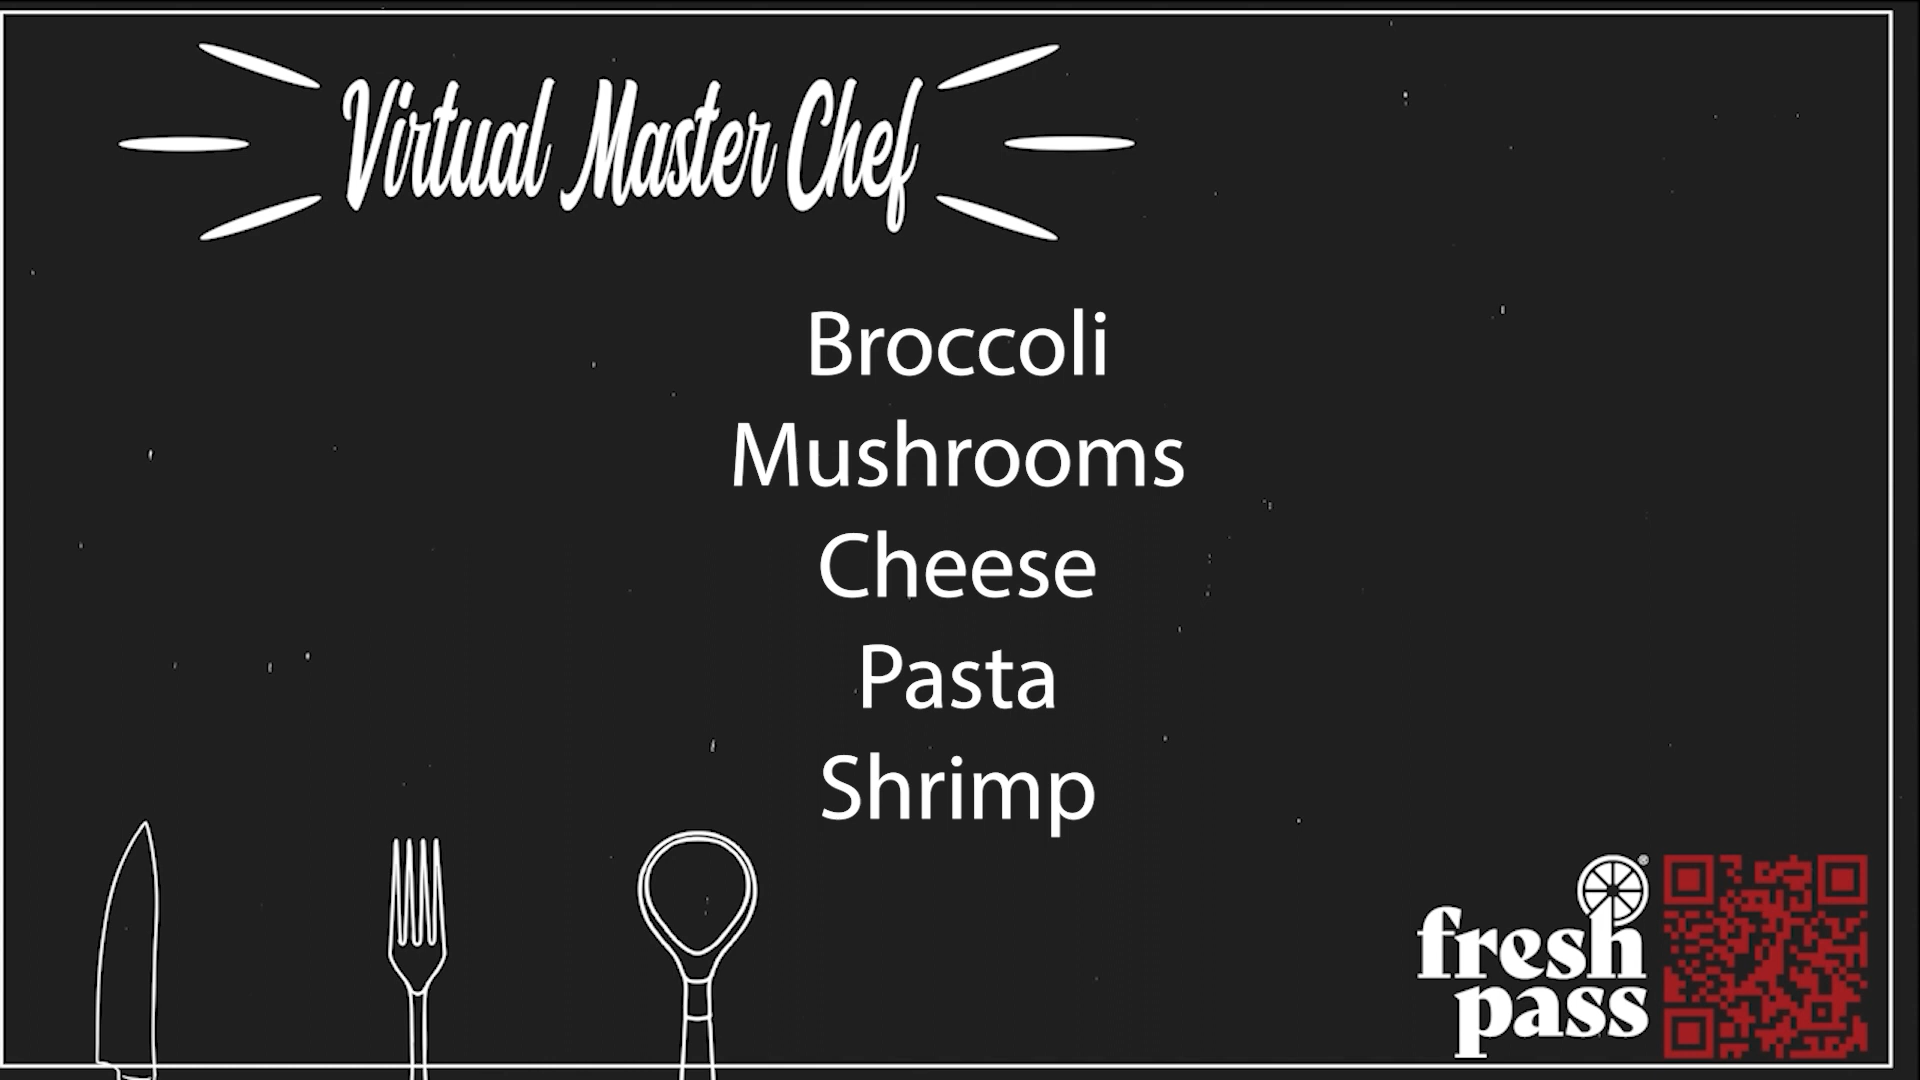 Virtual Master Chef
Broccoli
Mushrooms
Cheese
Pasta
Shrimp
fresh
pass